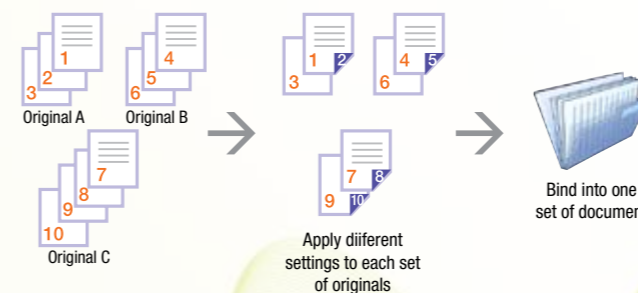 1
2
3
Original A
4
5
6
Original B
7
8
9
10
Original C
1
2
3
4
5
6
7
8
9
10
Apply diifferent
settings to each set
of originals
Bind into one
set of documen